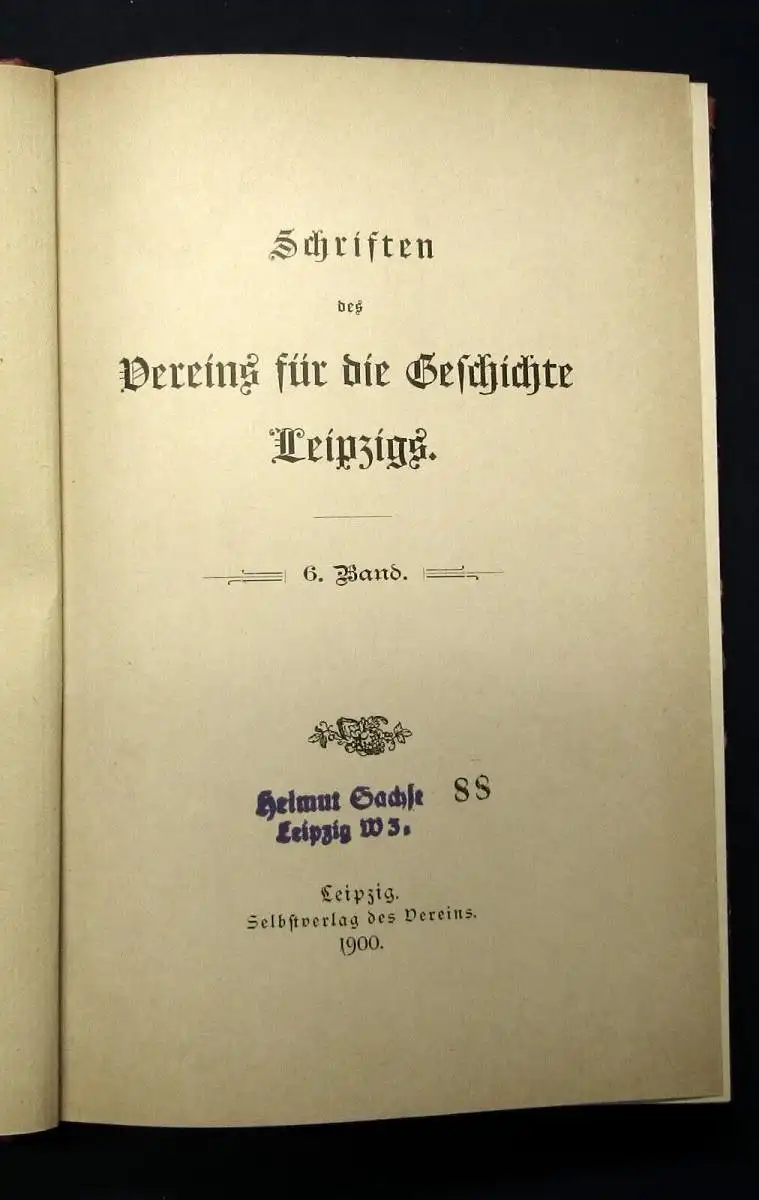 Schriften
des
Vereins für die Geschichte
Leipzigs.
6. Band.
Helmut Sachse 88
Leipzig W 3.
Leipzig.
Selbstverlag des Vereins.
1900.